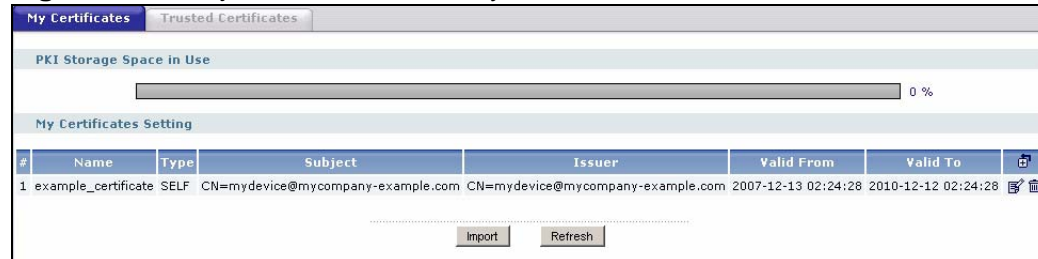 My Certificates Trusted Certificates
PKI Storage Space in Use
0 %
My Certificates Setting
# Name Type Subject Issuer Valid From Valid To
1 example_certificate SELF CN=mydevice@mycompany-example.com CN=mydevice@mycompany-example.com 2007-12-13 02:24:28 2010-12-12 02:24:28
Import Refresh